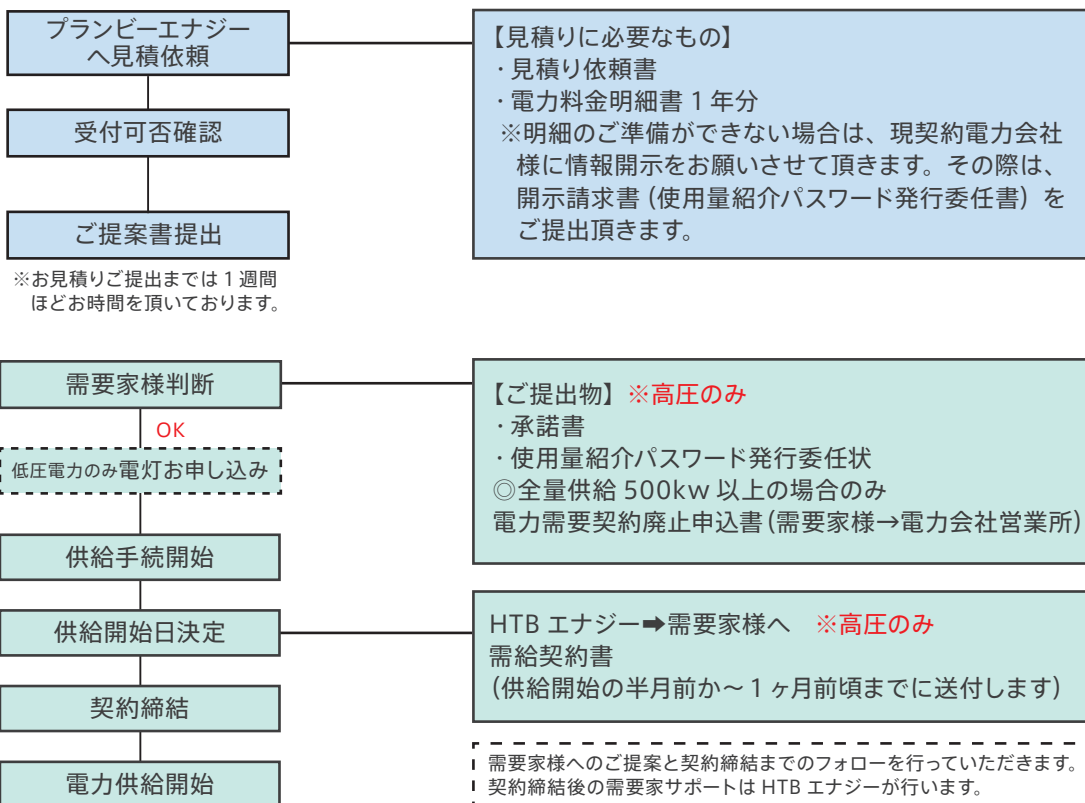 プランビーエナジー
へ見積依頼
受付可否確認
ご提案書提出
※お見積りご提出までは1週間
ほどお時間を頂いております。
【見積りに必要なもの】
・見積り依頼書
・電力料金明細書1年分
※明細のご準備ができない場合は、現契約電力会社
様に情報開示をお願いさせて頂きます。その際は、
開示請求書(使用量紹介パスワード発行委任書)を
ご提出頂きます。
需要家様判断
OK
低圧電力のみ電灯お申し込み
供給手続開始
供給開始日決定
契約締結
電力供給開始
【ご提出物】※高圧のみ
・承諾書
・使用量紹介パスワード発行委任状
◎全量供給500kw以上の場合のみ
電力需要契約廃止申込書(需要家様→電力会社営業所)
HTBエナジー➡需要家様へ ※高圧のみ
需給契約書
(供給開始の半月前か〜1ヶ月前頃までに送付します)
需要家様へのご提案と契約締結までのフォローを行っていただきます。
契約締結後の需要家サポートはHTBエナジーが行います。